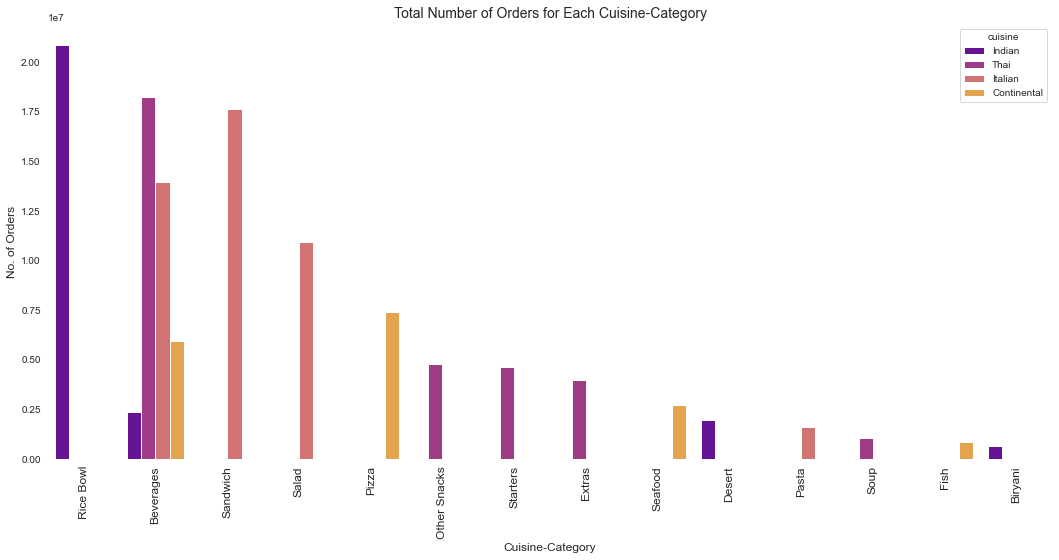 Total Number of Orders for Each Cuisine-Category
1e7
cuisine
Indian
Thai
Italian
Continental
2.00
1.75
1.50
1.25
1.00
0.75
0.50
0.25
0.00
No. of Orders
Rice Bowl
Beverages
Sandwich
Salad
Pizza
Other Snacks
Starters
Extras
Seafood
Desert
Pasta
Soup
Fish
Biryani
Cuisine-Category